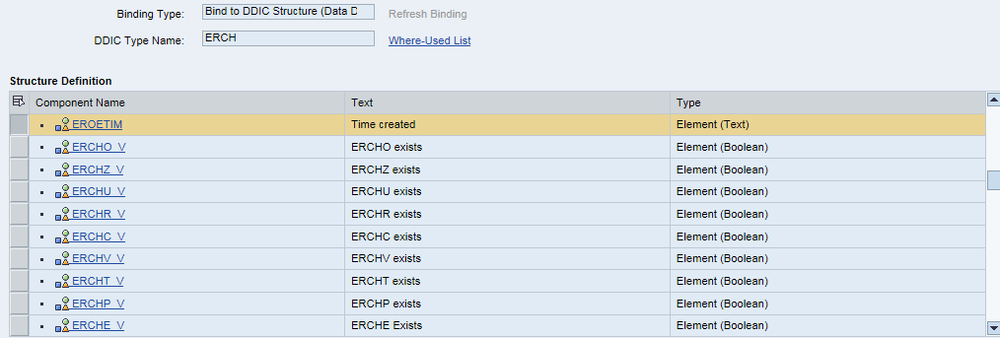 Binding Type: Bind to DDIC Structure (Data D Refresh Binding
DDIC Type Name: ERCH Where-Used List
Structure Definition
Component Name Text Type
EROETIM Time created Element (Text)
ERCHO_V ERCHO exists Element (Boolean)
ERCHZ_V ERCHZ exists Element (Boolean)
ERCHU_V ERCHU exists Element (Boolean)
ERCHR_V ERCHR exists Element (Boolean)
ERCHC_V ERCHC exists Element (Boolean)
ERCHV_V ERCHV exists Element (Boolean)
ERCHT_V ERCHT exists Element (Boolean)
ERCHP_V ERCHP exists Element (Boolean)
ERCHE_V ERCHE Exists Element (Boolean)